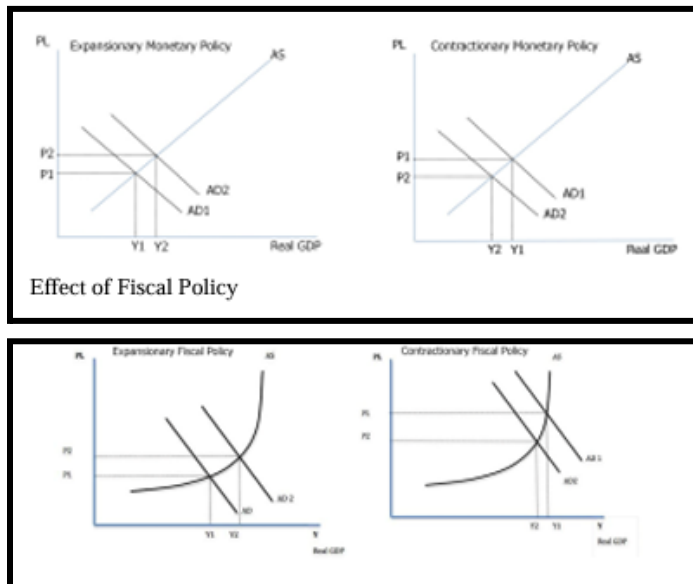 PL Expansionary Monetary Policy
AS
P2
P1
AD2
AD1
Y1 Y2 Real GDP
PL Contractionary Monetary Policy
AS
P1
P2
AD1
AD2
Y2 Y1 Real GDP
Effect of Fiscal Policy
PL Expansionary Fiscal Policy AS
P2
P1
AD 2
AD
Y1 Y2 Y
Real GDP
PL Contractionary Fiscal Policy AS
P1
P2
AD 1
AD2
Y2 Y1 Y
Real GDP